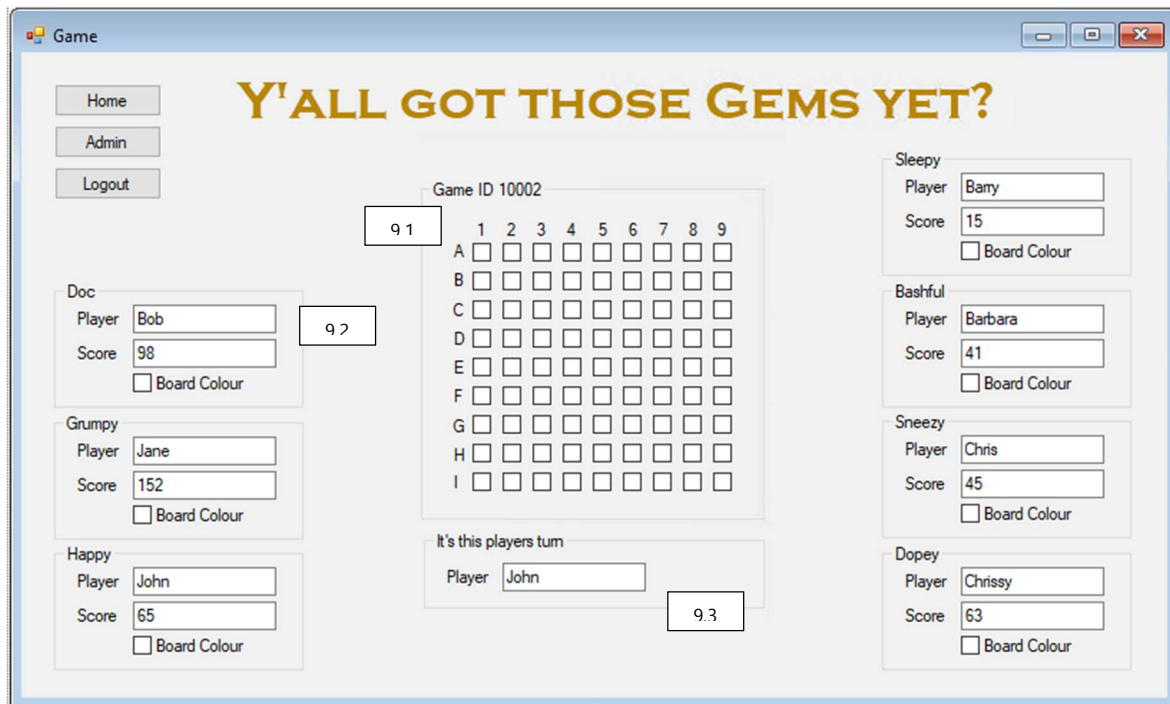 Game
Y'ALL GOT THOSE GEMS YET?
Home
Admin
Logout
Doc
Player Bob
Score 98
Board Colour
Grumpy
Player Jane
Score 152
Board Colour
Happy
Player John
Score 65
Board Colour
Game ID 10002
9.1
1 2 3 4 5 6 7 8 9
A
B
C
D
E
F
G
H
I
9.2
It's this players turn
Player John
9.3
Sleepy
Player Barry
Score 15
Board Colour
Bashful
Player Barbara
Score 41
Board Colour
Sneezy
Player Chris
Score 45
Board Colour
Dopey
Player Chrissy
Score 63
Board Colour